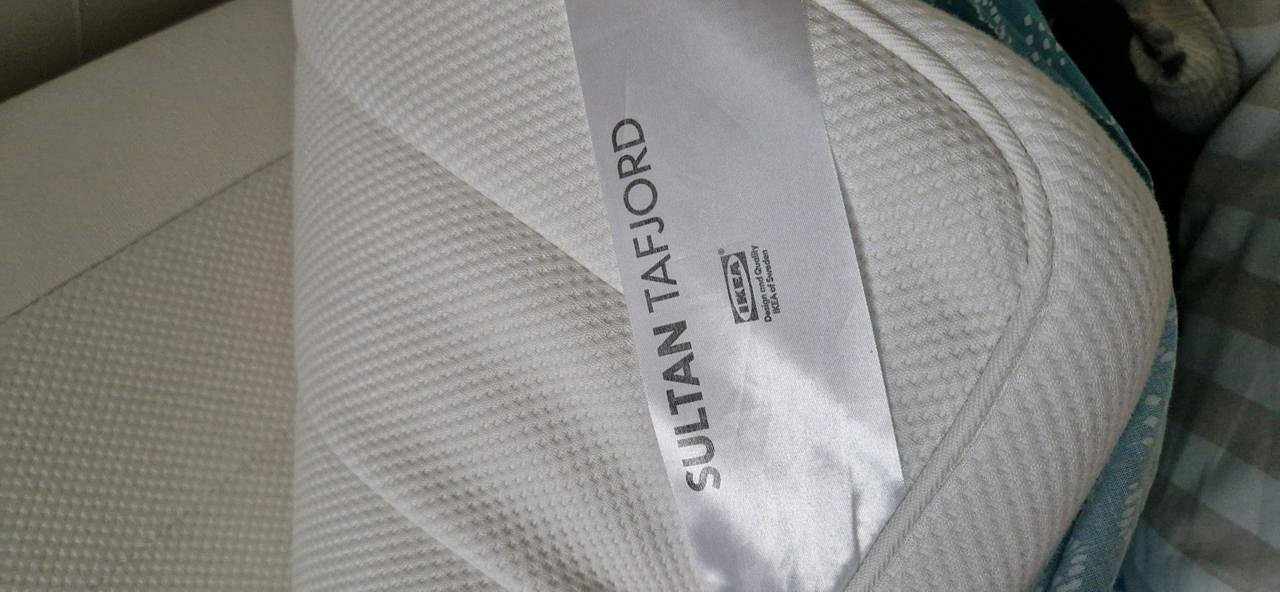 SULTAN TAFJORD
IKEA®
Design and Quality
IKEA of Sweden